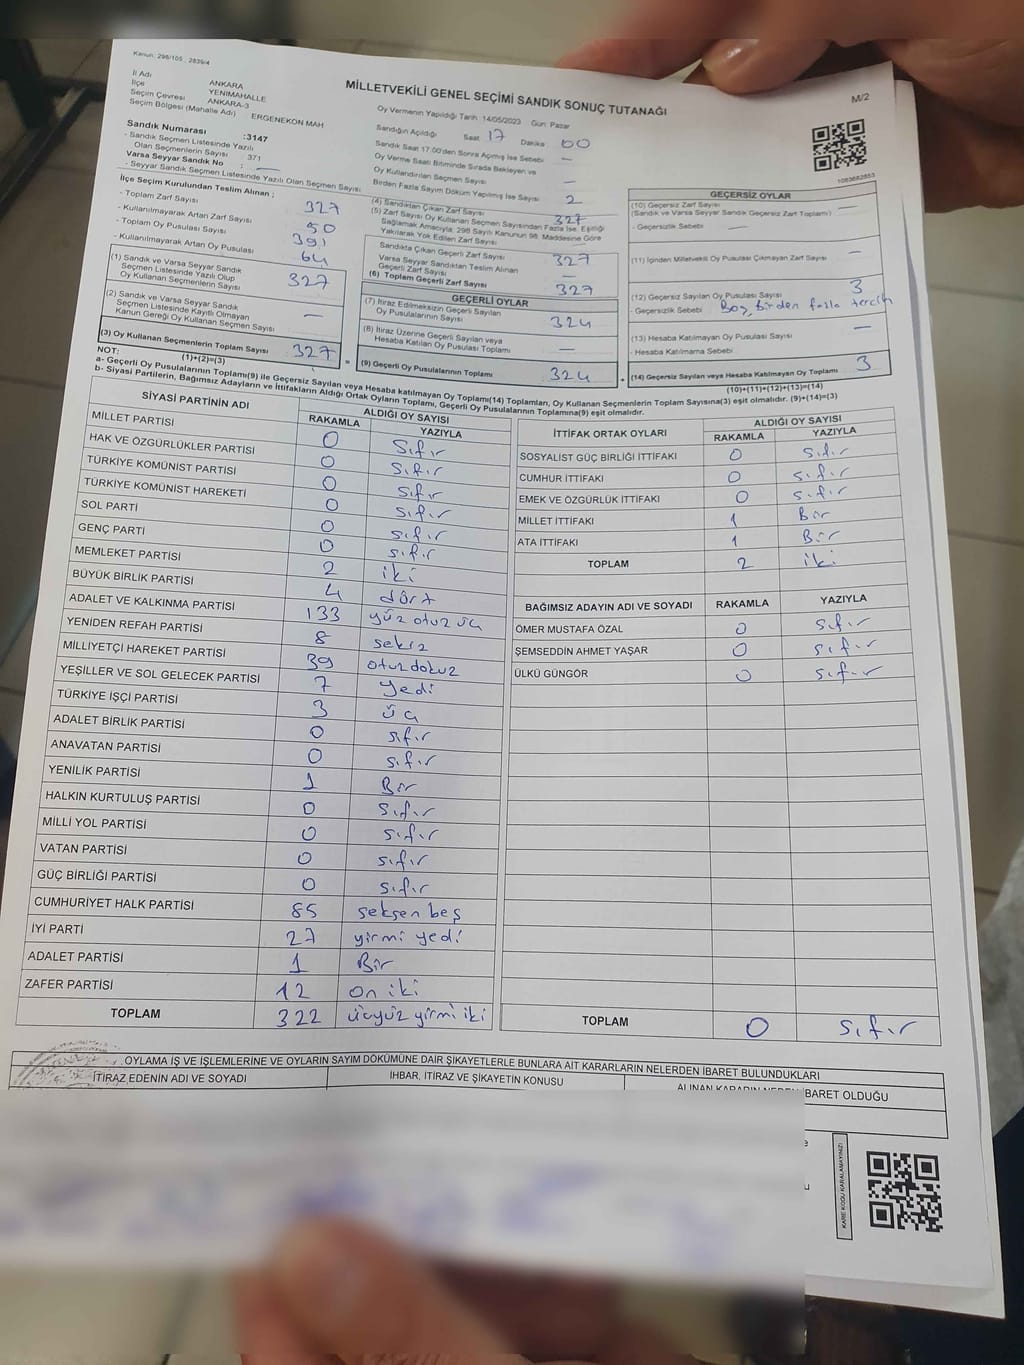 Kanun: 298/105 , 2839/4
MİLLETVEKİLİ GENEL SEÇİMİ SANDIK SONUÇ TUTANAĞI
M/2
İl Adı ANKARA
İlçe YENİMAHALLE
Seçim Çevresi ANKARA-3
Seçim Bölgesi (Mahalle Adı) ERGENEKON MAH
Sandık Numarası :3147
- Sandık Seçmen Listesinde Yazılı
Olan Seçmenlerin Sayısı 371
Varsa Seyyar Sandık No : —
- Seyyar Sandık Seçmen Listesinde Yazılı Olan Seçmen Sayısı
Oy Vermenin Yapıldığı Tarih: 14/05/2023 Gün: Pazar
Sandığın Açıldığı Saat 17 Dakika 00
Sandık Saat 17.00'den Sonra Açılmış İse Sebebi —
Oy Verme Saati Bitiminde Sırada Bekleyen ve
Oy Kullandırılan Seçmen Sayısı —
Birden Fazla Sayım Döküm Yapılmış İse Sayısı 2
1083682853
İlçe Seçim Kurulundan Teslim Alınan :
- Toplam Zarf Sayısı 327
- Kullanılmayarak Artan Zarf Sayısı 50
- Toplam Oy Pusulası Sayısı 391
- Kullanılmayarak Artan Oy Pusulası 64
(1) Sandık ve Varsa Seyyar Sandık
Seçmen Listesinde Yazılı Olup
Oy Kullanan Seçmenlerin Sayısı 327
(2) Sandık ve Varsa Seyyar Sandık
Seçmen Listesinde Kayıtlı Olmayan
Kanun Gereği Oy Kullanan Seçmen Sayısı —
(3) Oy Kullanan Seçmenlerin Toplam Sayısı 327
(1)+(2)=(3)
(4) Sandıktan Çıkan Zarf Sayısı 327
(5) Zarf Sayısı Oy Kullanan Seçmen Sayısından Fazla İse, Eşitliği
Sağlamak Amacıyla; 298 Sayılı Kanunun 98. Maddesine Göre
Yakılarak Yok Edilen Zarf Sayısı —
Sandıkta Çıkan Geçerli Zarf Sayısı 327
Varsa Seyyar Sandıktan Teslim Alınan
Geçerli Zarf Sayısı —
(6) Toplam Geçerli Zarf Sayısı 327
GEÇERLİ OYLAR
(7) İtiraz Edilmeksizin Geçerli Sayılan
Oy Pusulalarının Sayısı 324
(8) İtiraz Üzerine Geçerli Sayılan veya
Hesaba Katılan Oy Pusulası Toplamı —
= (9) Geçerli Oy Pusulalarının Toplamı 324
GEÇERSİZ OYLAR
(10) Geçersiz Zarf Sayısı —
(Sandık ve Varsa Seyyar Sandık Geçersiz Zarf Toplamı)
- Geçersizlik Sebebi —
(11) İçinden Milletvekili Oy Pusulası Çıkmayan Zarf Sayısı —
(12) Geçersiz Sayılan Oy Pusulası Sayısı 3
- Geçersizlik Sebebi Boş, birden fazla tercih
(13) Hesaba Katılmayan Oy Pusulası Sayısı —
- Hesaba Katılmama Sebebi
+ (14) Geçersiz Sayılan veya Hesaba Katılmayan Oy Toplamı 3
(10)+(11)+(12)+(13)=(14)
NOT:
a- Geçerli Oy Pusulalarının Toplamı(9) ile Geçersiz Sayılan veya Hesaba katılmayan Oy Toplamı(14) Toplamları, Oy Kullanan Seçmenlerin Toplam Sayısına(3) eşit olmalıdır. (9)+(14)=(3)
b- Siyasi Partilerin, Bağımsız Adayların ve İttifakların Aldığı Ortak Oyların Toplamı, Geçerli Oy Pusulalarının Toplamına(9) eşit olmalıdır.
SİYASİ PARTİNİN ADI ALDIĞI OY SAYISI
RAKAMLA YAZIYLA
MİLLET PARTİSİ 0 Sıfır
HAK VE ÖZGÜRLÜKLER PARTİSİ 0 Sıfır
TÜRKİYE KOMÜNİST PARTİSİ 0 sıfır
TÜRKİYE KOMÜNİST HAREKETİ 0 sıfır
SOL PARTİ 0 sıfır
GENÇ PARTİ 0 sıfır
MEMLEKET PARTİSİ 2 iki
BÜYÜK BİRLİK PARTİSİ 4 dört
ADALET VE KALKINMA PARTİSİ 133 yüz otuz üç
YENİDEN REFAH PARTİSİ 8 sekiz
MİLLİYETÇİ HAREKET PARTİSİ 39 otuz dokuz
YEŞİLLER VE SOL GELECEK PARTİSİ 7 yedi
TÜRKİYE İŞÇİ PARTİSİ 3 üç
ADALET BİRLİK PARTİSİ 0 sıfır
ANAVATAN PARTİSİ 0 sıfır
YENİLİK PARTİSİ 1 Bir
HALKIN KURTULUŞ PARTİSİ 0 sıfır
MİLLİ YOL PARTİSİ 0 sıfır
VATAN PARTİSİ 0 sıfır
GÜÇ BİRLİĞİ PARTİSİ 0 sıfır
CUMHURİYET HALK PARTİSİ 85 seksen beş
İYİ PARTİ 27 yirmi yedi
ADALET PARTİSİ 1 Bir
ZAFER PARTİSİ 12 on iki
TOPLAM 322 üçyüz yirmi iki
İTTİFAK ORTAK OYLARI ALDIĞI OY SAYISI
RAKAMLA YAZIYLA
SOSYALİST GÜÇ BİRLİĞİ İTTİFAKI 0 sıfır
CUMHUR İTTİFAKI 0 sıfır
EMEK VE ÖZGÜRLÜK İTTİFAKI 0 sıfır
MİLLET İTTİFAKI 1 Bir
ATA İTTİFAKI 1 Bir
TOPLAM 2 iki
BAĞIMSIZ ADAYIN ADI VE SOYADI RAKAMLA YAZIYLA
ÖMER MUSTAFA ÖZAL 0 sıfır
ŞEMSEDDİN AHMET YAŞAR 0 sıfır
ÜLKÜ GÜNGÖR 0 sıfır
TOPLAM 0 sıfır
OYLAMA İŞ VE İŞLEMLERİNE VE OYLARIN SAYIM DÖKÜMÜNE DAİR ŞİKAYETLERLE BUNLARA AİT KARARLARIN NELERDEN İBARET BULUNDUKLARI
İTİRAZ EDENİN ADI VE SOYADI
İHBAR, İTİRAZ VE ŞİKAYETİN KONUSU
ALINAN KARARIN NEDEN İBARET OLDUĞU
KARE KODU KARALAMAYINIZ!